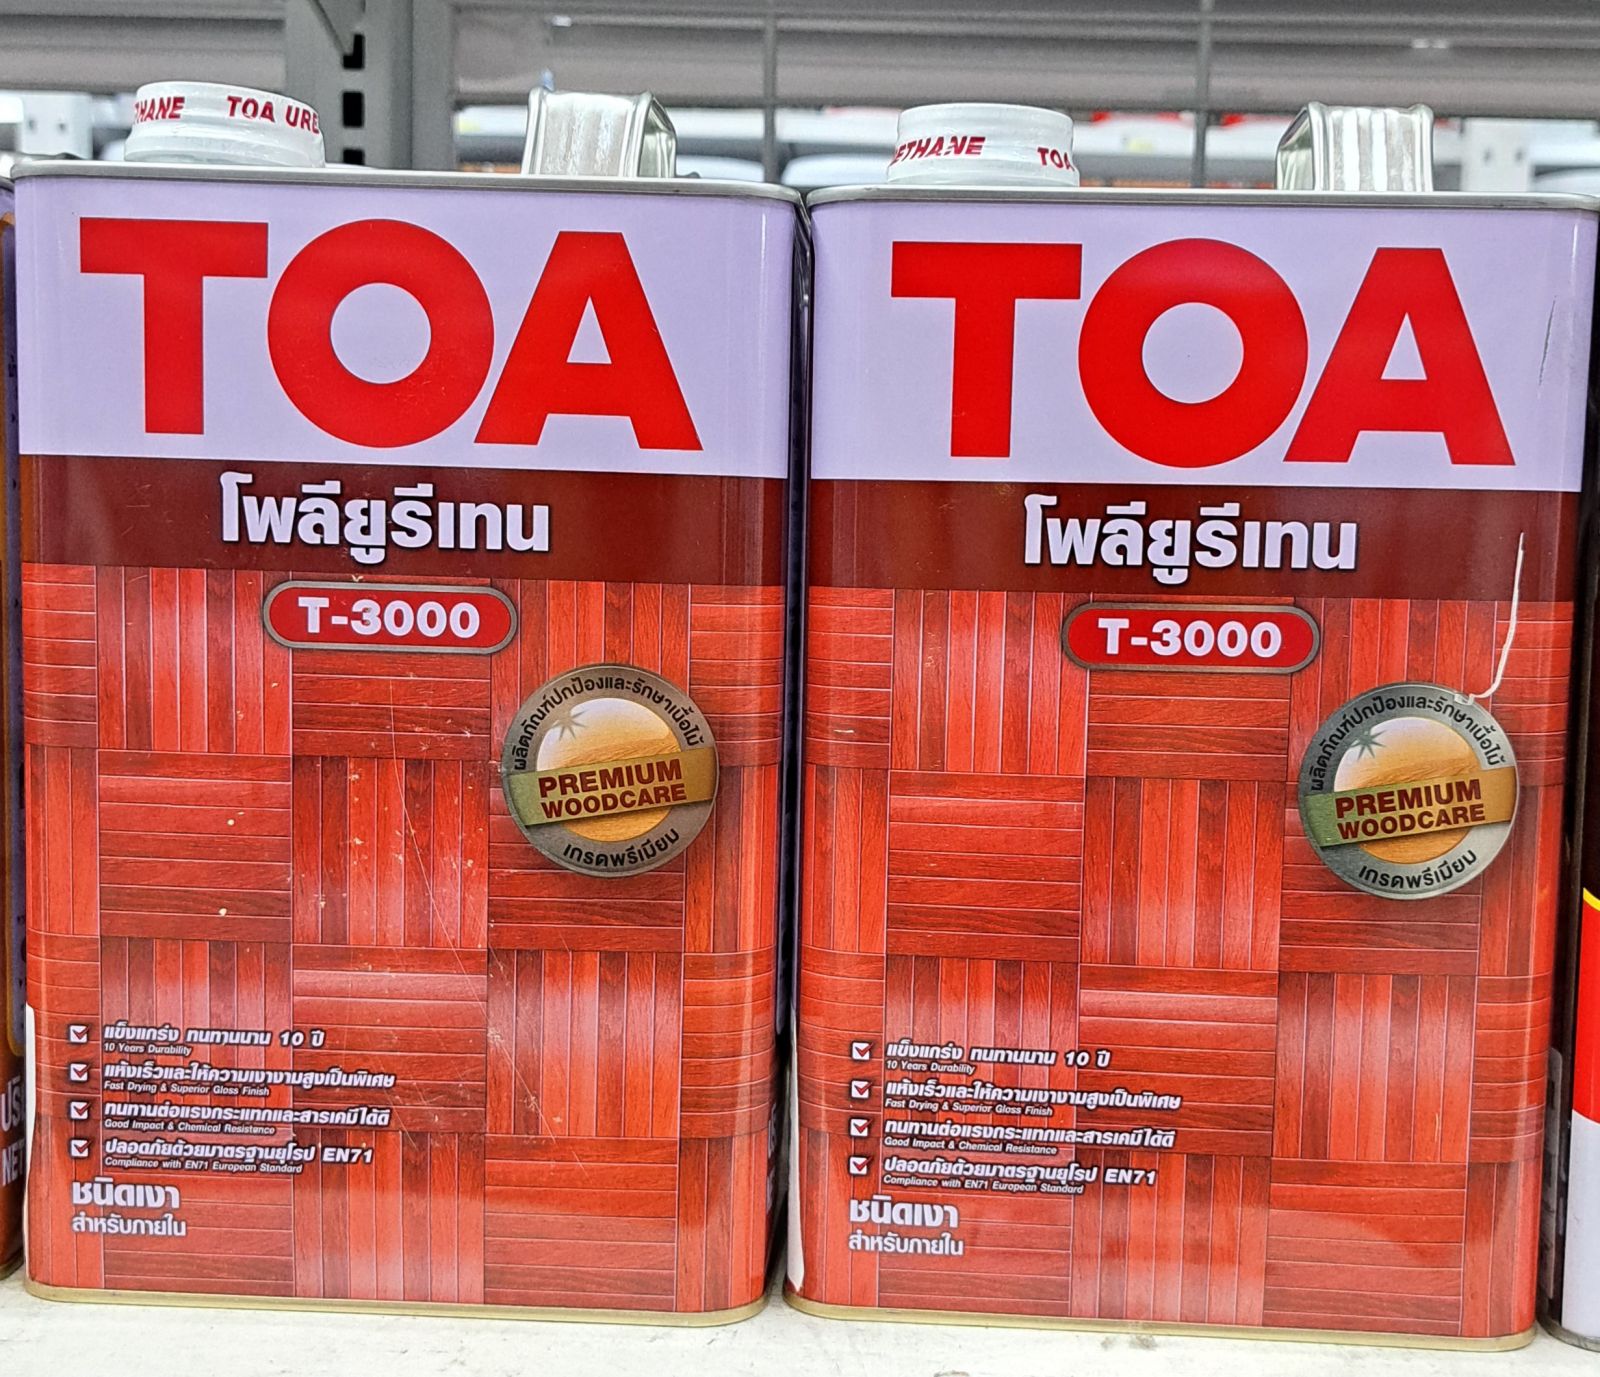 THANE TOA URE
TOA
โพลียูรีเทน
T-3000
ผลิตภัณฑ์ปกป้องและรักษาเนื้อไม้
PREMIUM
WOODCARE
เกรดพรีเมียม
แข็งแกร่ง ทนทานนาน 10 ปี
10 Years Durability
แห้งเร็วและให้ความเงางามสูงเป็นพิเศษ
Fast Drying & Superior Gloss Finish
ทนทานต่อแรงกระแทกและสารเคมีได้ดี
Good Impact & Chemical Resistance
ปลอดภัยด้วยมาตรฐานยุโรป EN71
Compliance with EN71 European Standard
ชนิดเงา
สำหรับภายใน
ETHANE TOA
TOA
โพลียูรีเทน
T-3000
ผลิตภัณฑ์ปกป้องและรักษาเนื้อไม้
PREMIUM
WOODCARE
เกรดพรีเมียม
แข็งแกร่ง ทนทานนาน 10 ปี
10 Years Durability
แห้งเร็วและให้ความเงางามสูงเป็นพิเศษ
Fast Drying & Superior Gloss Finish
ทนทานต่อแรงกระแทกและสารเคมีได้ดี
Good Impact & Chemical Resistance
ปลอดภัยด้วยมาตรฐานยุโรป EN71
Compliance with EN71 European Standard
ชนิดเงา
สำหรับภายใน